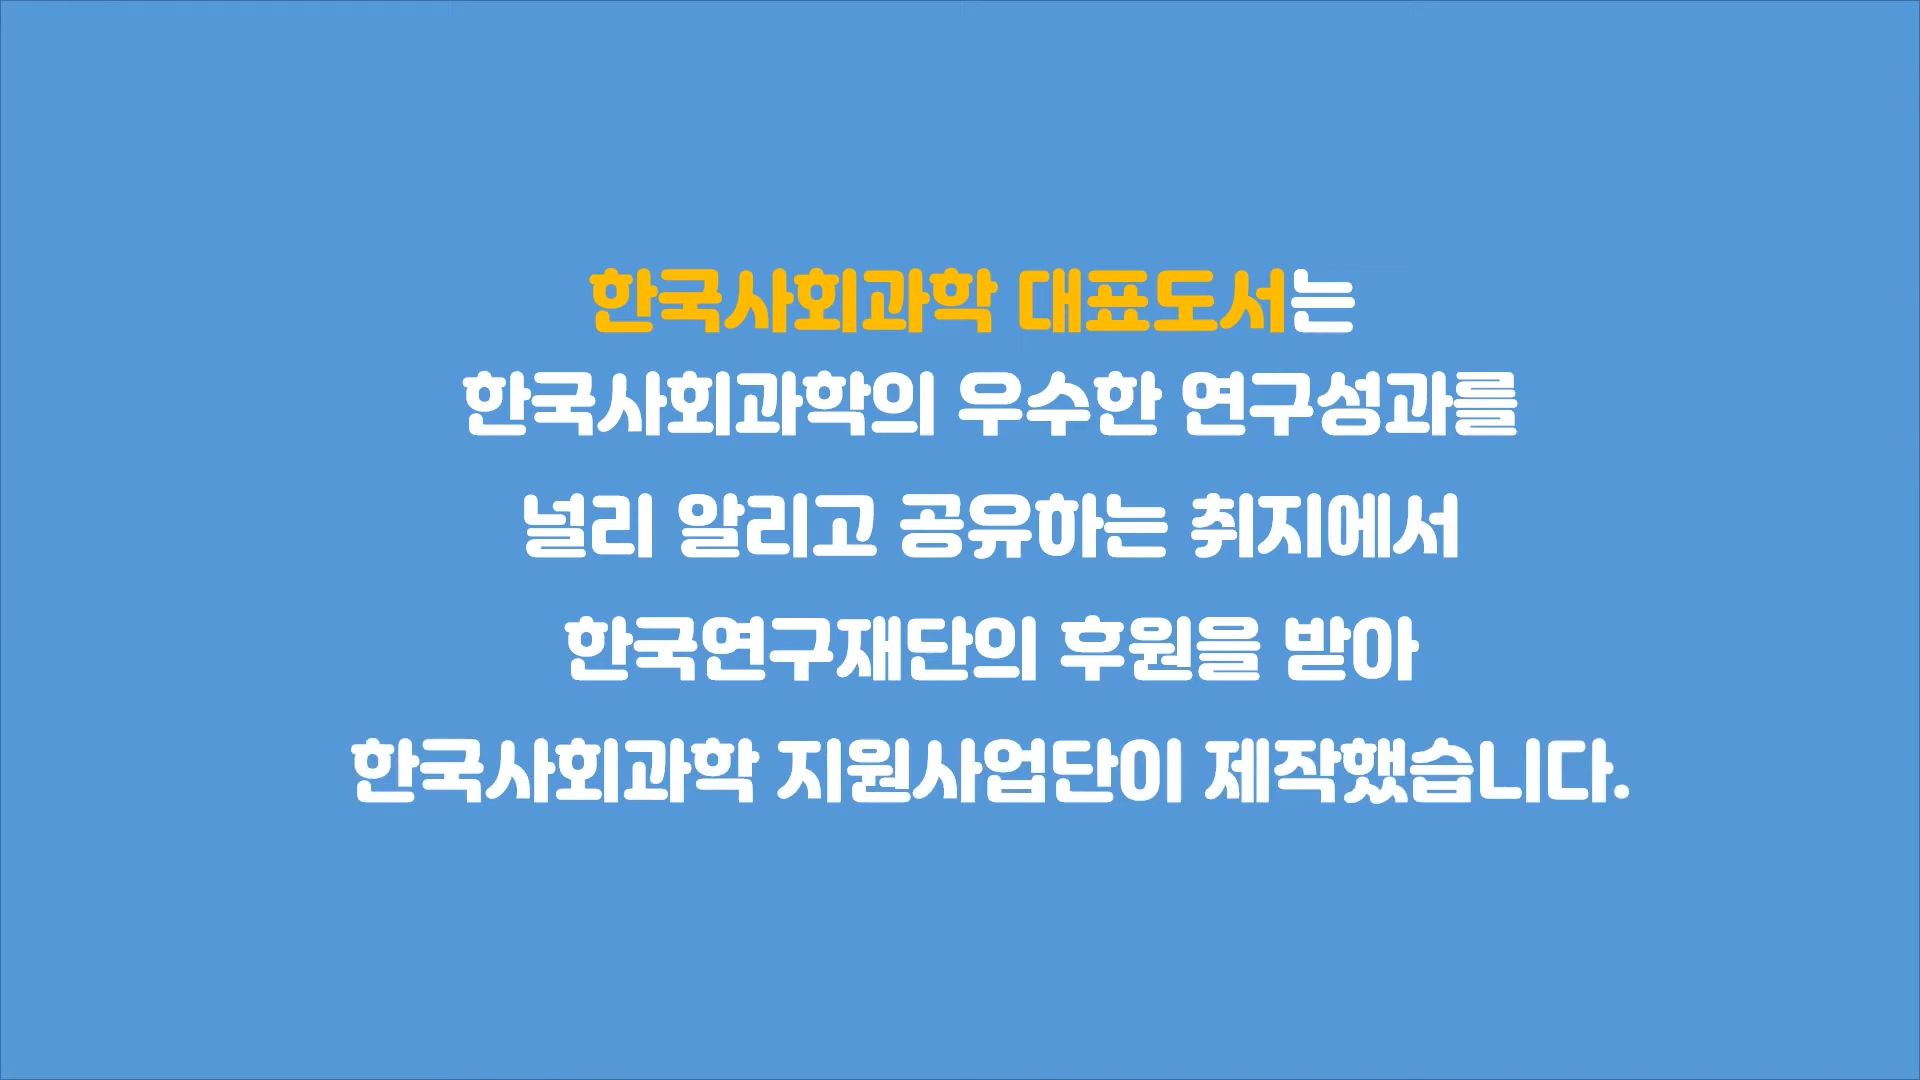 한국사회과학 대표도서는
한국사회과학의 우수한 연구성과를
널리 알리고 공유하는 취지에서
한국연구재단의 후원을 받아
한국사회과학 지원사업단이 제작했습니다.